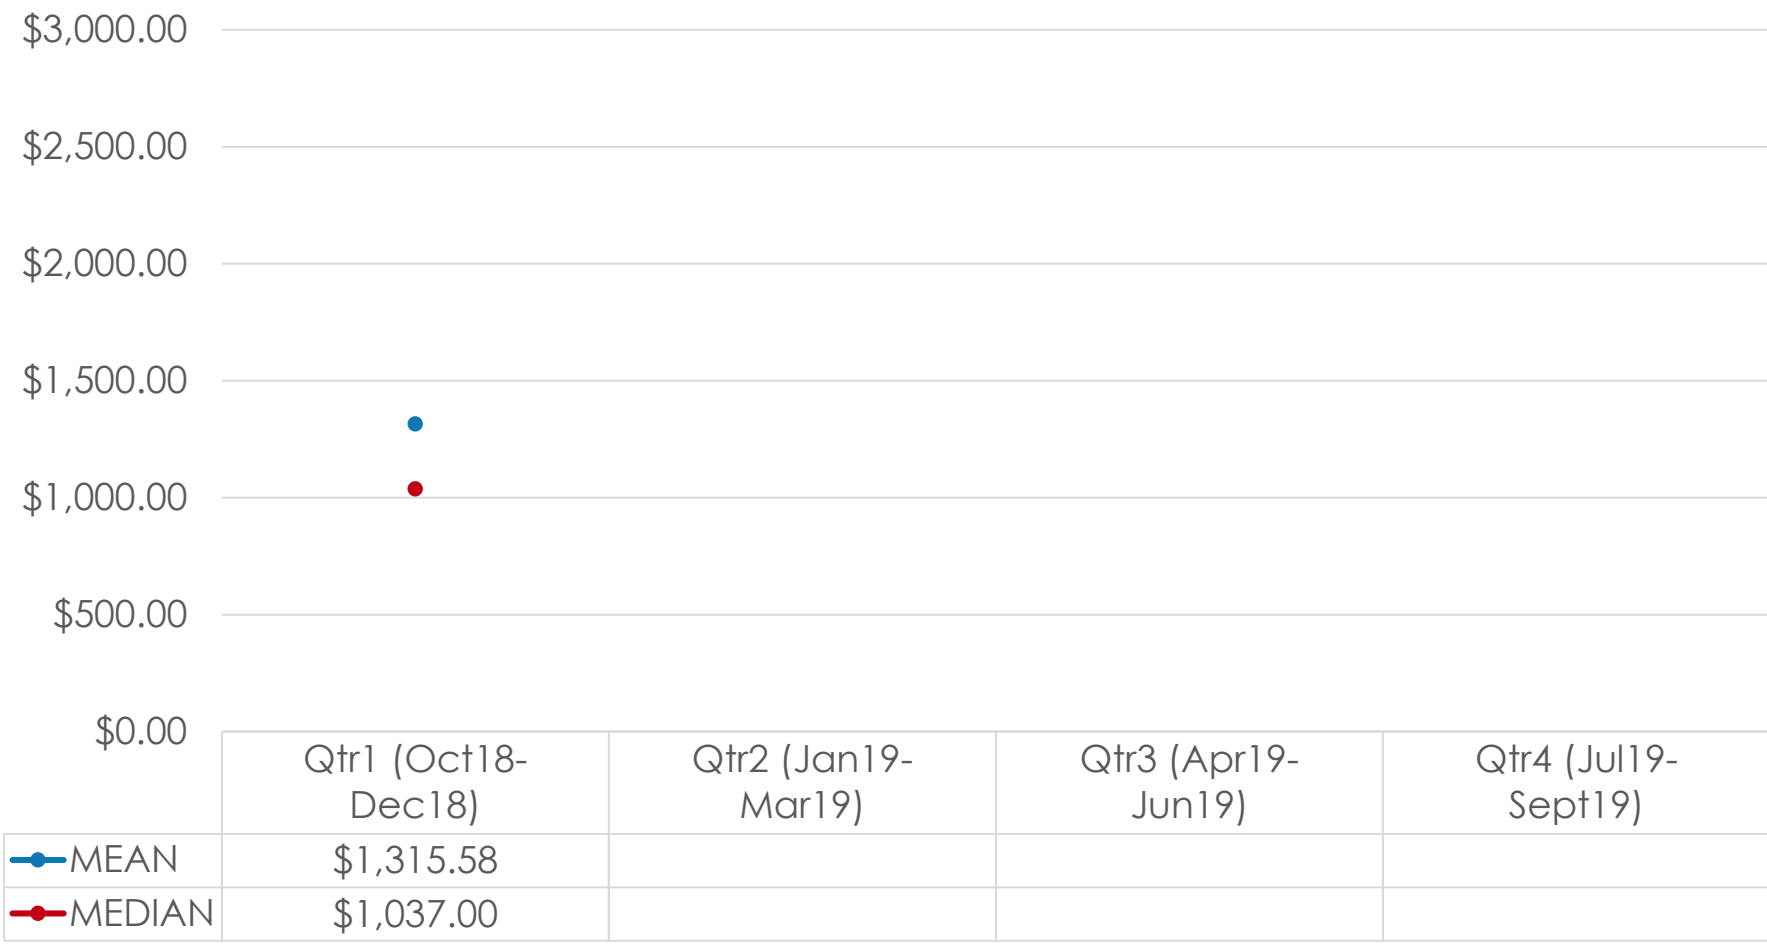 $3,000.00
$2,500.00
$2,000.00
$1,500.00
$1,000.00
$500.00
$0.00
Qtr1 (Oct18-
Dec18)
Qtr2 (Jan19-
Mar19)
Qtr3 (Apr19-
Jun19)
Qtr4 (Jul19-
Sept19)
MEAN $1,315.58
MEDIAN $1,037.00